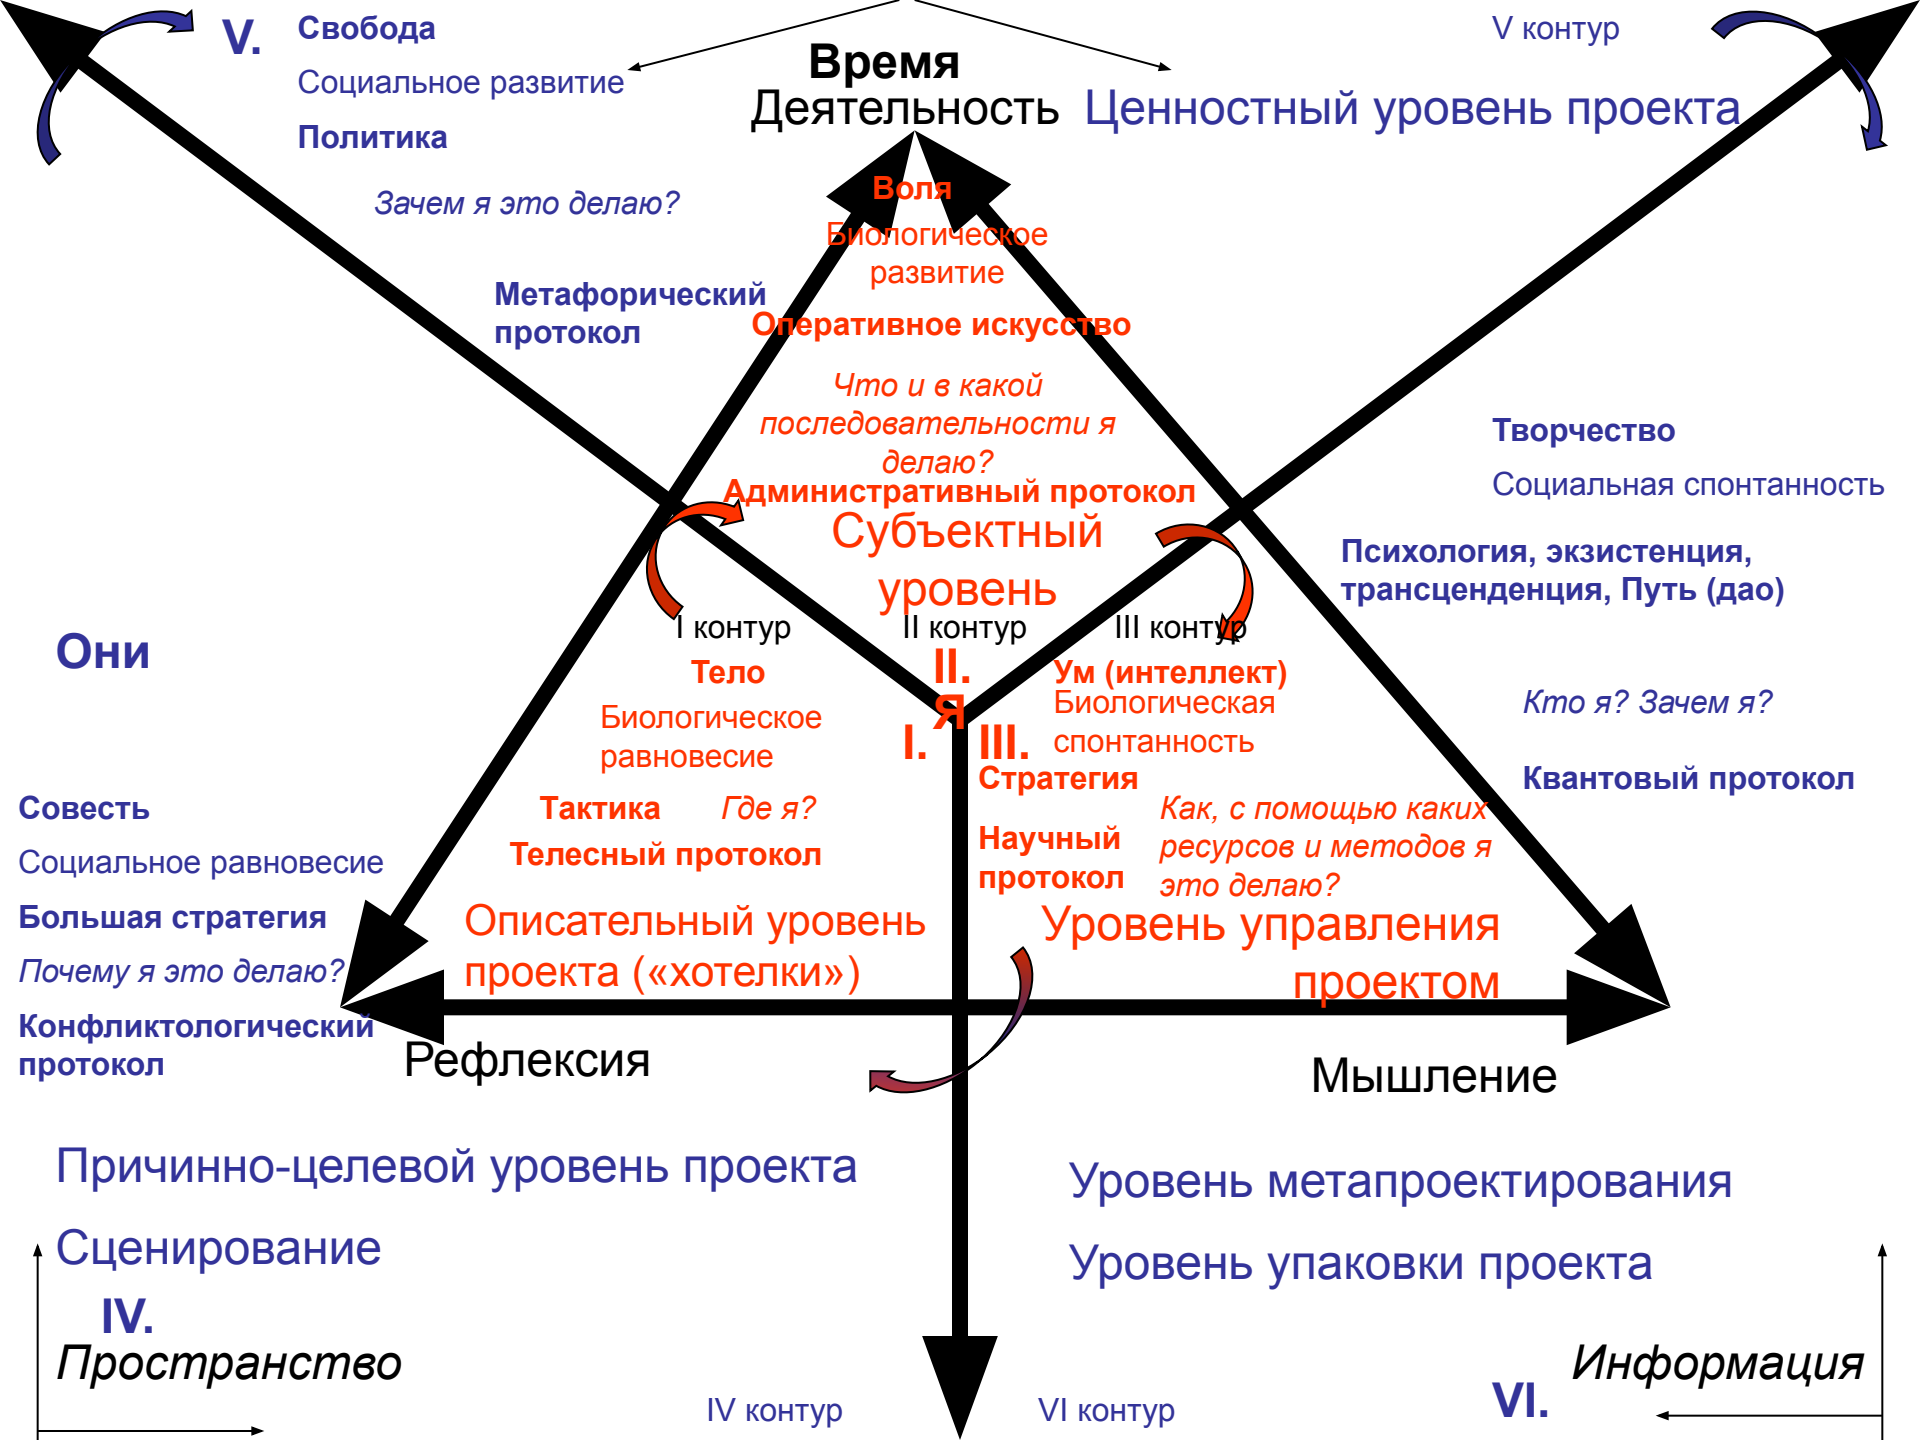 V.
Свобода
Социальное развитие
Политика
Зачем я это делаю?
Метафорический
протокол
Время
Деятельность
Ценностный уровень проекта
V контур
Воля
Биологическое
развитие
Оперативное искусство
Что и в какой
последовательности я
делаю?
Административный протокол
Субъектный
уровень
Творчество
Социальная спонтанность
Психология, экзистенция,
трансценденция, Путь (дао)
Кто я? Зачем я?
Квантовый протокол
I контур
II контур
III контур
Они
Тело
Биологическое
равновесие
Тактика
Где я?
Телесный протокол
Описательный уровень
проекта («хотелки»)
II.
Я
I.
III.
Ум (интеллект)
Биологическая
спонтанность
Стратегия
Научный
протокол
Как, с помощью каких
ресурсов и методов я
это делаю?
Уровень управления
проектом
Совесть
Социальное равновесие
Большая стратегия
Почему я это делаю?
Конфликтологический
протокол
Рефлексия
Мышление
Причинно-целевой уровень проекта
Сценирование
IV.
Пространство
Уровень метапроектирования
Уровень упаковки проекта
IV контур
VI контур
VI.
Информация